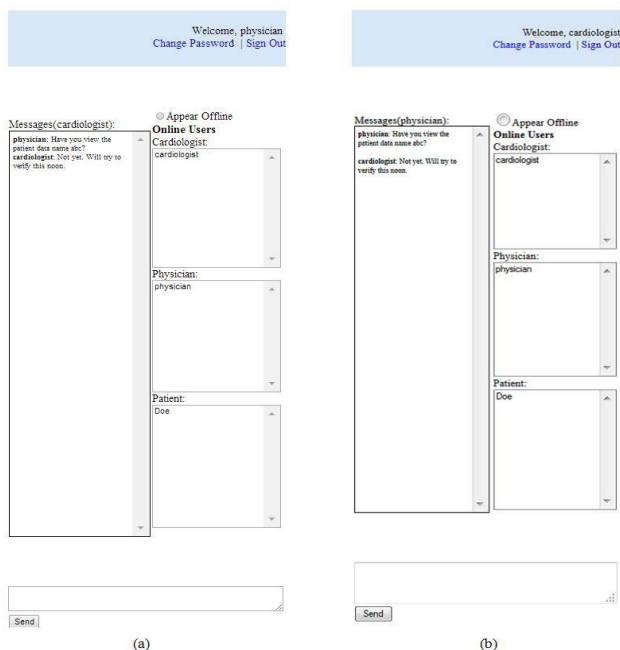 Welcome, physician
Change Password | Sign Out
Messages(cardiologist):
physician: Have you view the
patient data name abc?
cardiologist: Not yet. Will try to
verify this noon.
Appear Offline
Online Users
Cardiologist:
cardiologist
Physician:
physician
Patient:
Doe
Send
(a)
Welcome, cardiologist
Change Password | Sign Out
Messages(physician):
physician: Have you view the
patient data name abc?
cardiologist: Not yet. Will try to
verify this noon.
Appear Offline
Online Users
Cardiologist:
cardiologist
Physician:
physician
Patient:
Doe
Send
(b)